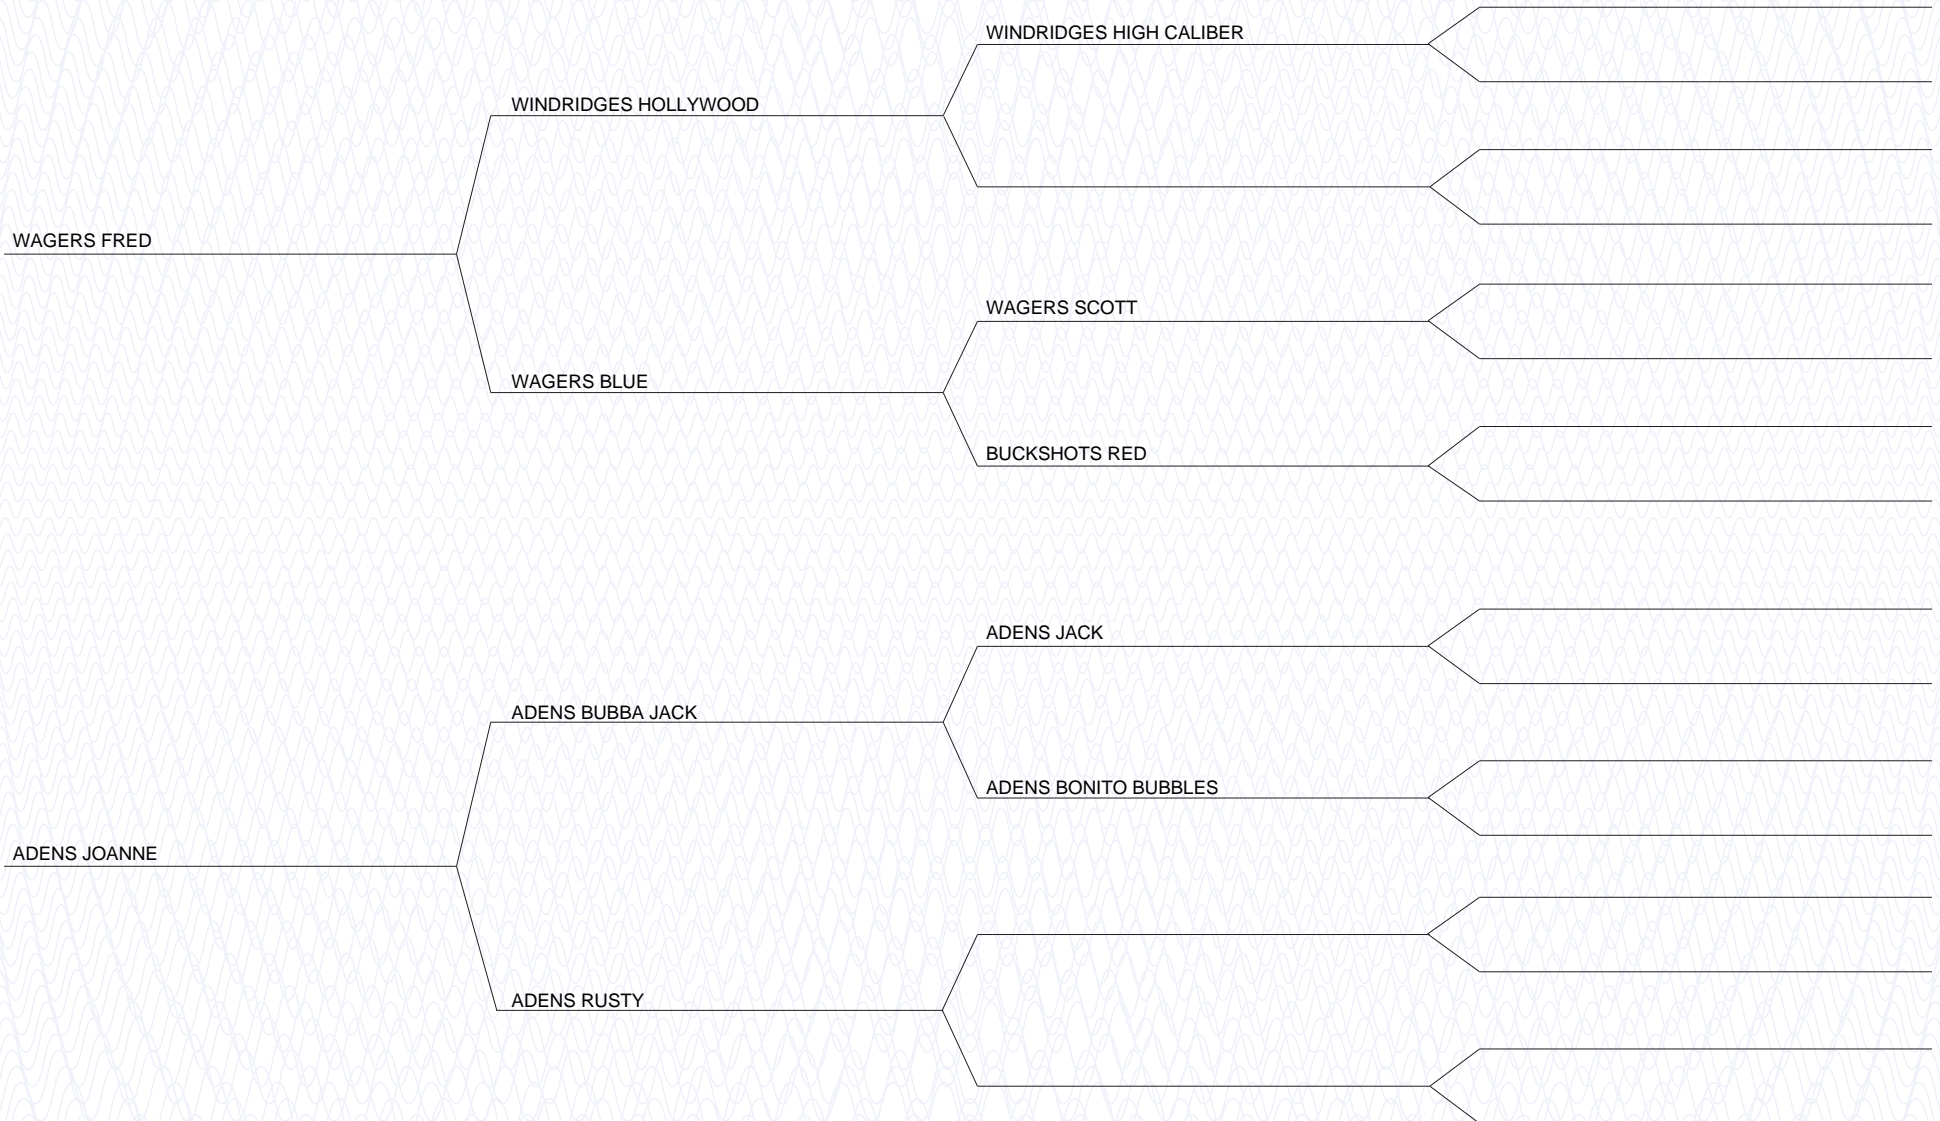 WINDRIDGES HIGH CALIBER
WINDRIDGES HOLLYWOOD
WAGERS FRED
WAGERS SCOTT
WAGERS BLUE
BUCKSHOTS RED
ADENS JACK
ADENS BUBBA JACK
ADENS BONITO BUBBLES
ADENS JOANNE
ADENS RUSTY